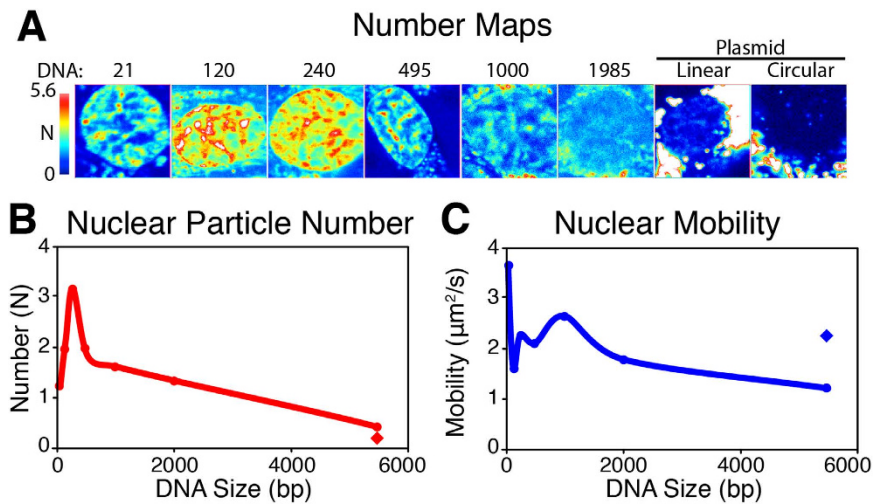 A Number Maps
Plasmid
DNA: 21 120 240 495 1000 1985 Linear Circular
5.6
N
0
B Nuclear Particle Number
4
3
2
1
0
Number (N)
0 2000 4000 6000
DNA Size (bp)
C Nuclear Mobility
4
3
2
1
0
Mobility (µm²/s)
0 2000 4000 6000
DNA Size (bp)